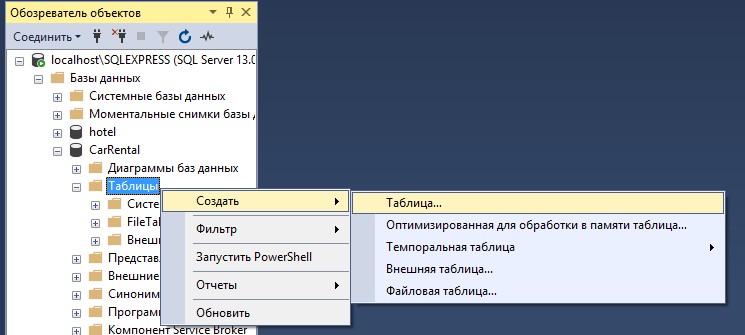 Обозреватель объектов
Соединить
localhost\SQLEXPRESS (SQL Server 13.0
Базы данных
Системные базы данных
Моментальные снимки базы д
hotel
CarRental
Диаграммы баз данных
Таблицы
Систе
FileTab
Внешн
Представл
Внешние
Синоним
Програм
Компонент Service Broker
Создать
Фильтр
Запустить PowerShell
Отчеты
Обновить
Таблица...
Оптимизированная для обработки в памяти таблица...
Темпоральная таблица
Внешняя таблица...
Файловая таблица...